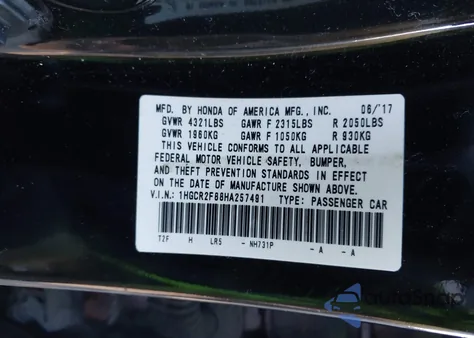 MFD. BY HONDA OF AMERICA MFG., INC. 06/'17
GVWR 4321LBS GAWR F 2315LBS R 2050LBS
GVWR 1960KG GAWR F 1050KG R 930KG
THIS VEHICLE CONFORMS TO ALL APPLICABLE
FEDERAL MOTOR VEHICLE SAFETY, BUMPER,
AND THEFT PREVENTION STANDARDS IN EFFECT
ON THE DATE OF MANUFACTURE SHOWN ABOVE.
V.I.N.: 1HGCR2F88HA257491 TYPE: PASSENGER CAR
T2F H LR5 - NH731P - A - A
AutoSnap